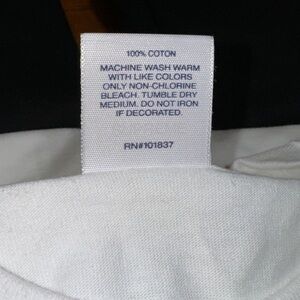 100% COTON
MACHINE WASH WARM
WITH LIKE COLORS
ONLY NON-CHLORINE
BLEACH. TUMBLE DRY
MEDIUM. DO NOT IRON
IF DECORATED.
RN#101837